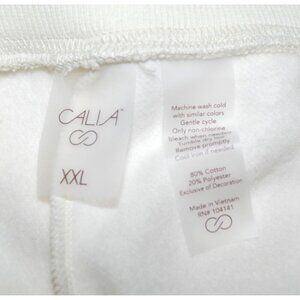 CALIA™
XXL
Machine wash cold
with similar colors
Gentle cycle
Only non-chlorine
bleach when needed
Tumble dry low
Remove promptly
Cool iron if needed
80% Cotton
20% Polyester
Exclusive of Decoration
Made in Vietnam
RN# 104141